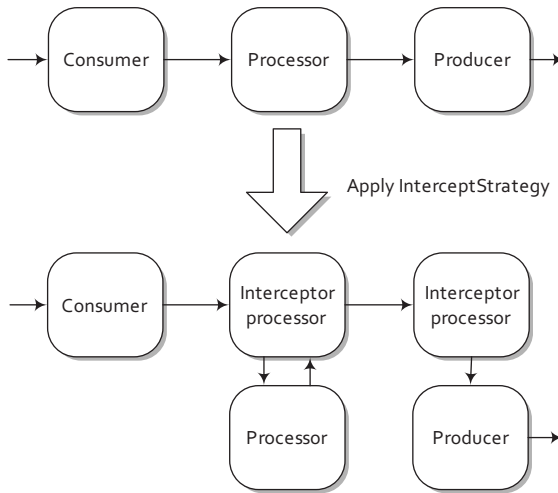 Consumer
Processor
Producer
Apply InterceptStrategy
Consumer
Interceptor
processor
Interceptor
processor
Processor
Producer